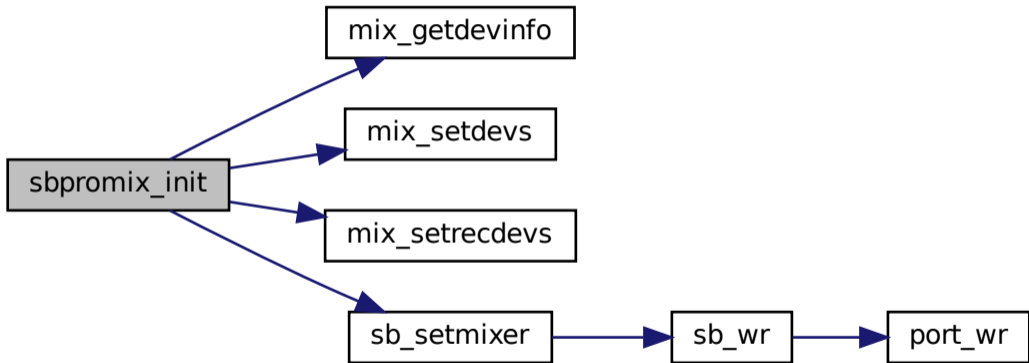 mix_getdevinfo
mix_setdevs
sbpromix_init
mix_setrecdevs
sb_setmixer
sb_wr
port_wr